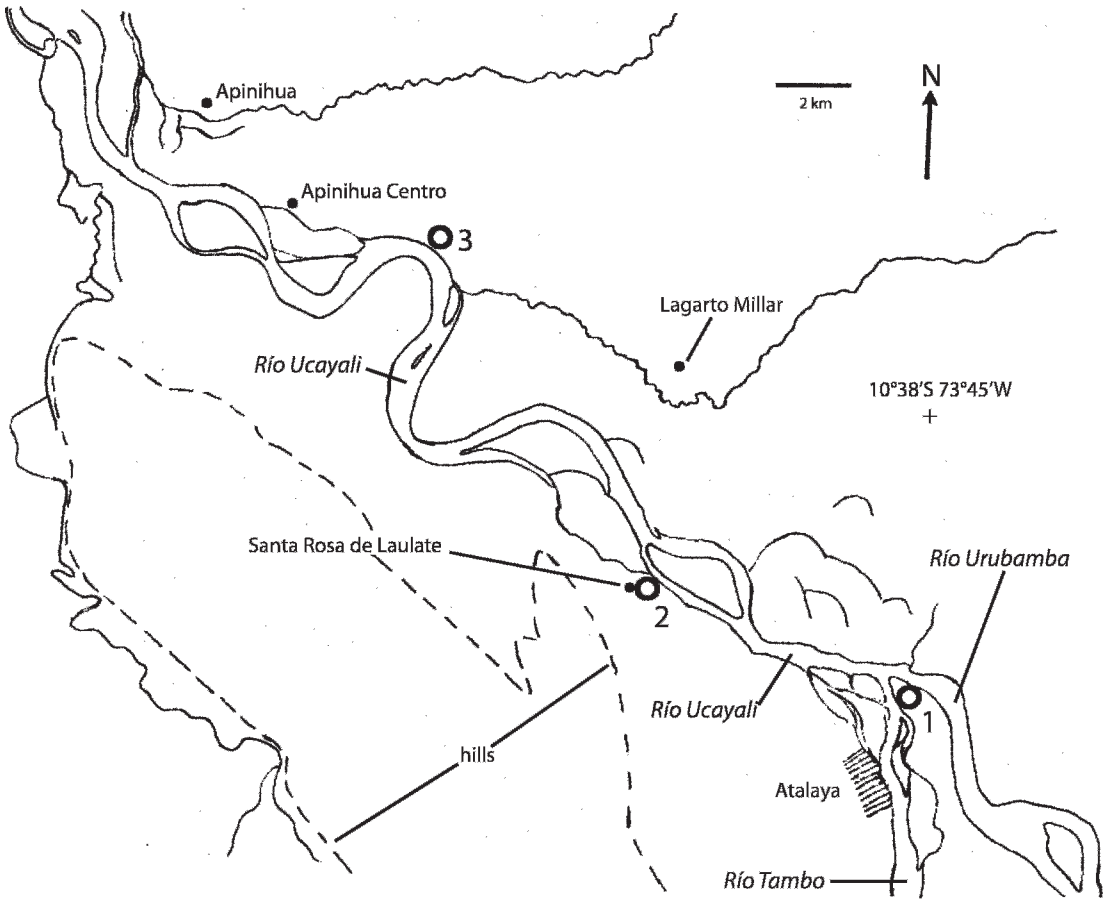 N
Apinihua
2 km
Apinihua Centro
3
Lagarto Millar
Río Ucayali
10°38'S 73°45'W
Santa Rosa de Laulate
Río Urubamba
2
Río Ucayali
1
hills
Atalaya
Río Tambo